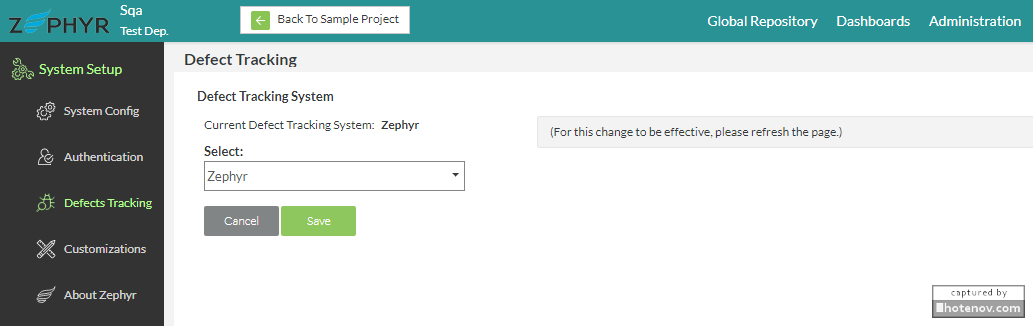 ZEPHYR
Sqa
Test Dep.
Back To Sample Project
Global Repository
Dashboards
Administration
System Setup
System Config
Authentication
Defects Tracking
Customizations
About Zephyr
Defect Tracking
Defect Tracking System
Current Defect Tracking System: Zephyr
(For this change to be effective, please refresh the page.)
Select:
Zephyr
Cancel
Save
captured by
hotenov.com